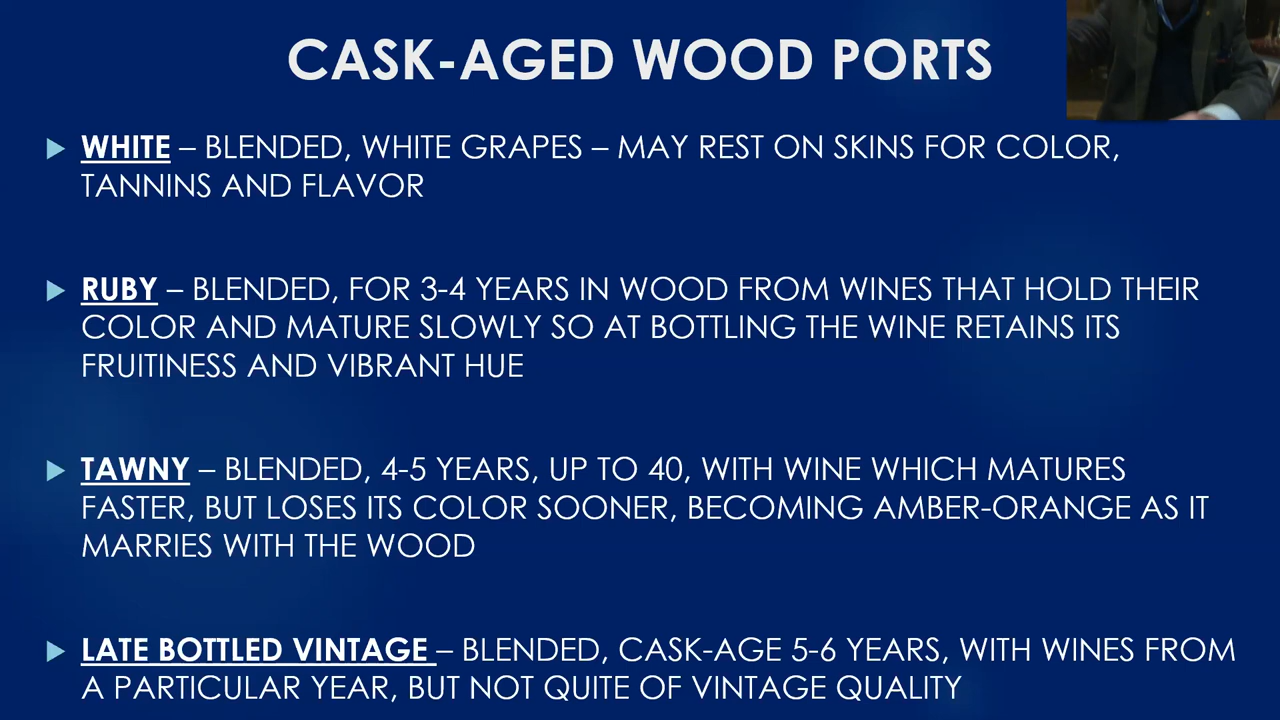 CASK-AGED WOOD PORTS
WHITE – BLENDED, WHITE GRAPES – MAY REST ON SKINS FOR COLOR,
TANNINS AND FLAVOR
RUBY – BLENDED, FOR 3-4 YEARS IN WOOD FROM WINES THAT HOLD THEIR
COLOR AND MATURE SLOWLY SO AT BOTTLING THE WINE RETAINS ITS
FRUITINESS AND VIBRANT HUE
TAWNY – BLENDED, 4-5 YEARS, UP TO 40, WITH WINE WHICH MATURES
FASTER, BUT LOSES ITS COLOR SOONER, BECOMING AMBER-ORANGE AS IT
MARRIES WITH THE WOOD
LATE BOTTLED VINTAGE – BLENDED, CASK-AGE 5-6 YEARS, WITH WINES FROM
A PARTICULAR YEAR, BUT NOT QUITE OF VINTAGE QUALITY